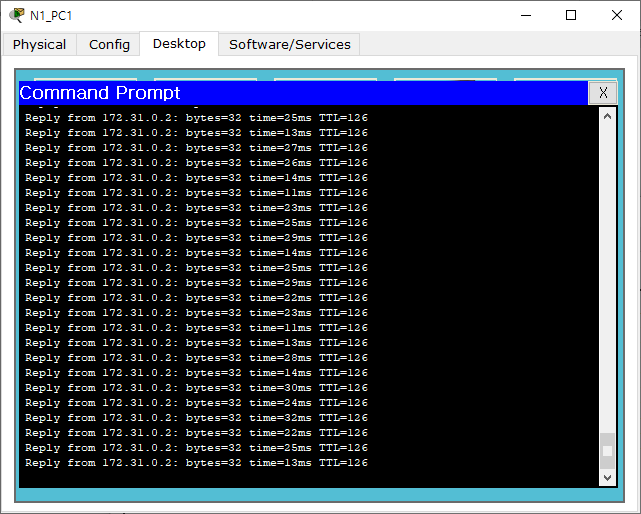 N1_PC1
Physical Config Desktop Software/Services
Command Prompt X
Reply from 172.31.0.2: bytes=32 time=25ms TTL=126
Reply from 172.31.0.2: bytes=32 time=13ms TTL=126
Reply from 172.31.0.2: bytes=32 time=27ms TTL=126
Reply from 172.31.0.2: bytes=32 time=26ms TTL=126
Reply from 172.31.0.2: bytes=32 time=14ms TTL=126
Reply from 172.31.0.2: bytes=32 time=11ms TTL=126
Reply from 172.31.0.2: bytes=32 time=23ms TTL=126
Reply from 172.31.0.2: bytes=32 time=25ms TTL=126
Reply from 172.31.0.2: bytes=32 time=29ms TTL=126
Reply from 172.31.0.2: bytes=32 time=14ms TTL=126
Reply from 172.31.0.2: bytes=32 time=25ms TTL=126
Reply from 172.31.0.2: bytes=32 time=29ms TTL=126
Reply from 172.31.0.2: bytes=32 time=22ms TTL=126
Reply from 172.31.0.2: bytes=32 time=23ms TTL=126
Reply from 172.31.0.2: bytes=32 time=11ms TTL=126
Reply from 172.31.0.2: bytes=32 time=13ms TTL=126
Reply from 172.31.0.2: bytes=32 time=28ms TTL=126
Reply from 172.31.0.2: bytes=32 time=14ms TTL=126
Reply from 172.31.0.2: bytes=32 time=30ms TTL=126
Reply from 172.31.0.2: bytes=32 time=24ms TTL=126
Reply from 172.31.0.2: bytes=32 time=32ms TTL=126
Reply from 172.31.0.2: bytes=32 time=22ms TTL=126
Reply from 172.31.0.2: bytes=32 time=25ms TTL=126
Reply from 172.31.0.2: bytes=32 time=13ms TTL=126